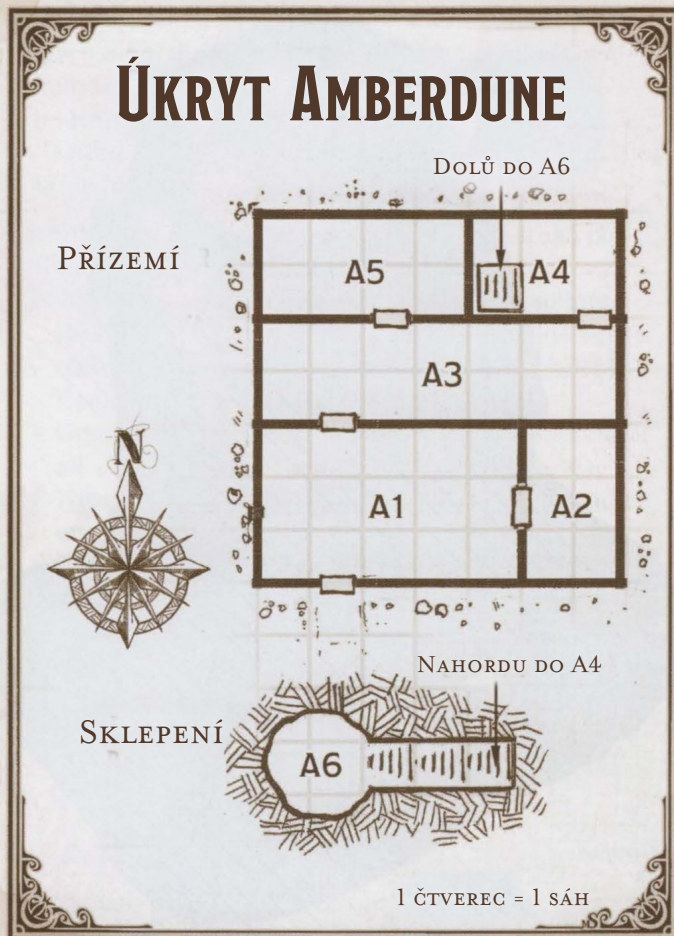 Úkryt Amberdune
Dolů do A6
Přízemí
A5
A4
A3
N
A1
A2
Nahordu do A4
Sklepení
A6
1 čtverec = 1 sáh